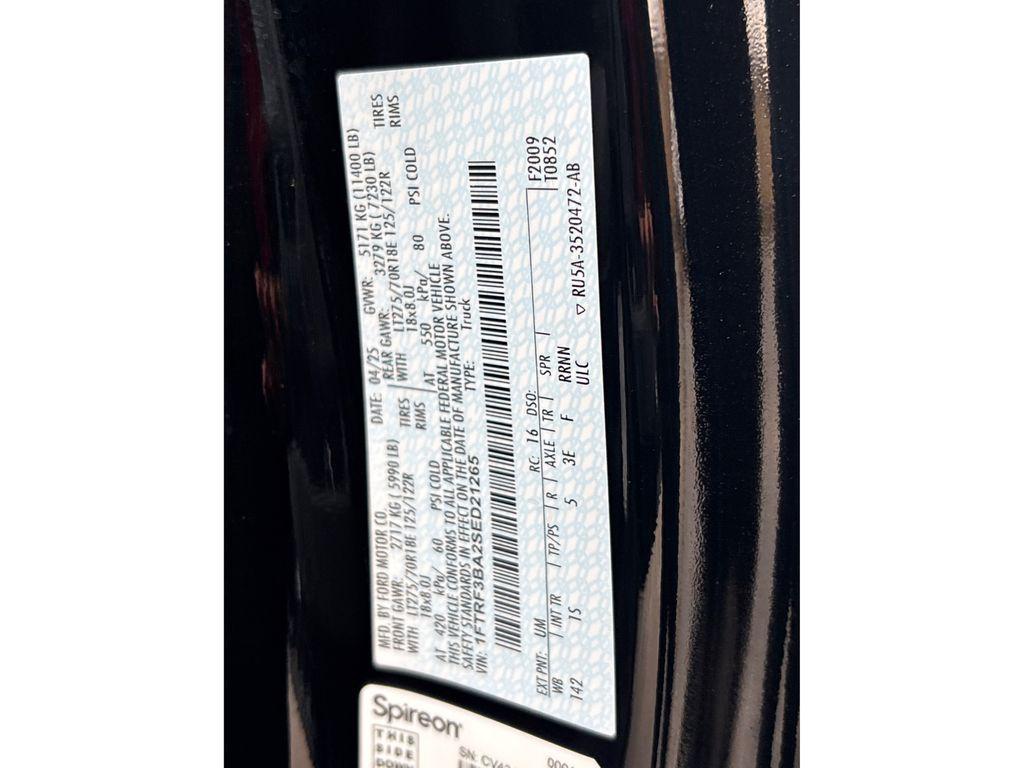 MFD. BY FORD MOTOR CO.
DATE: 04/25 GVWR: 5171 KG (11400 LB)
FRONT GAWR: 2717 KG ( 5990 LB) REAR GAWR: 3279 KG ( 7230 LB)
WITH LT275/70R18E 125/122R TIRES WITH LT275/70R18E 125/122R TIRES
18x8.0J RIMS 18x8.0J RIMS
AT 420 kPa/ 60 PSI COLD AT 550 kPa/ 80 PSI COLD
THIS VEHICLE CONFORMS TO ALL APPLICABLE FEDERAL MOTOR VEHICLE
SAFETY STANDARDS IN EFFECT ON THE DATE OF MANUFACTURE SHOWN ABOVE.
VIN: 1FTRF3BA2SED21265 TYPE: Truck
EXT PNT: UM RC: 16 DSO: F2009
WB | INT TR | TP/PS | R | AXLE | TR | SPR | T0852
142 1S 5 3E F RRNN
ULC
▽ RU5A-3520472-AB
Spireon
THIS
SIDE
DOWN